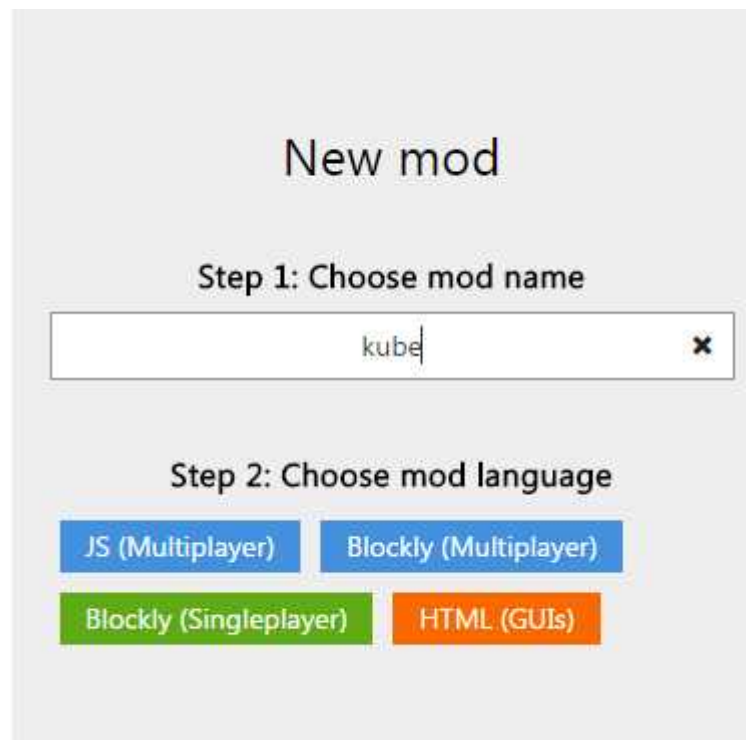 New mod
Step 1: Choose mod name
kube
Step 2: Choose mod language
JS (Multiplayer) Blockly (Multiplayer)
Blockly (Singleplayer) HTML (GUIs)